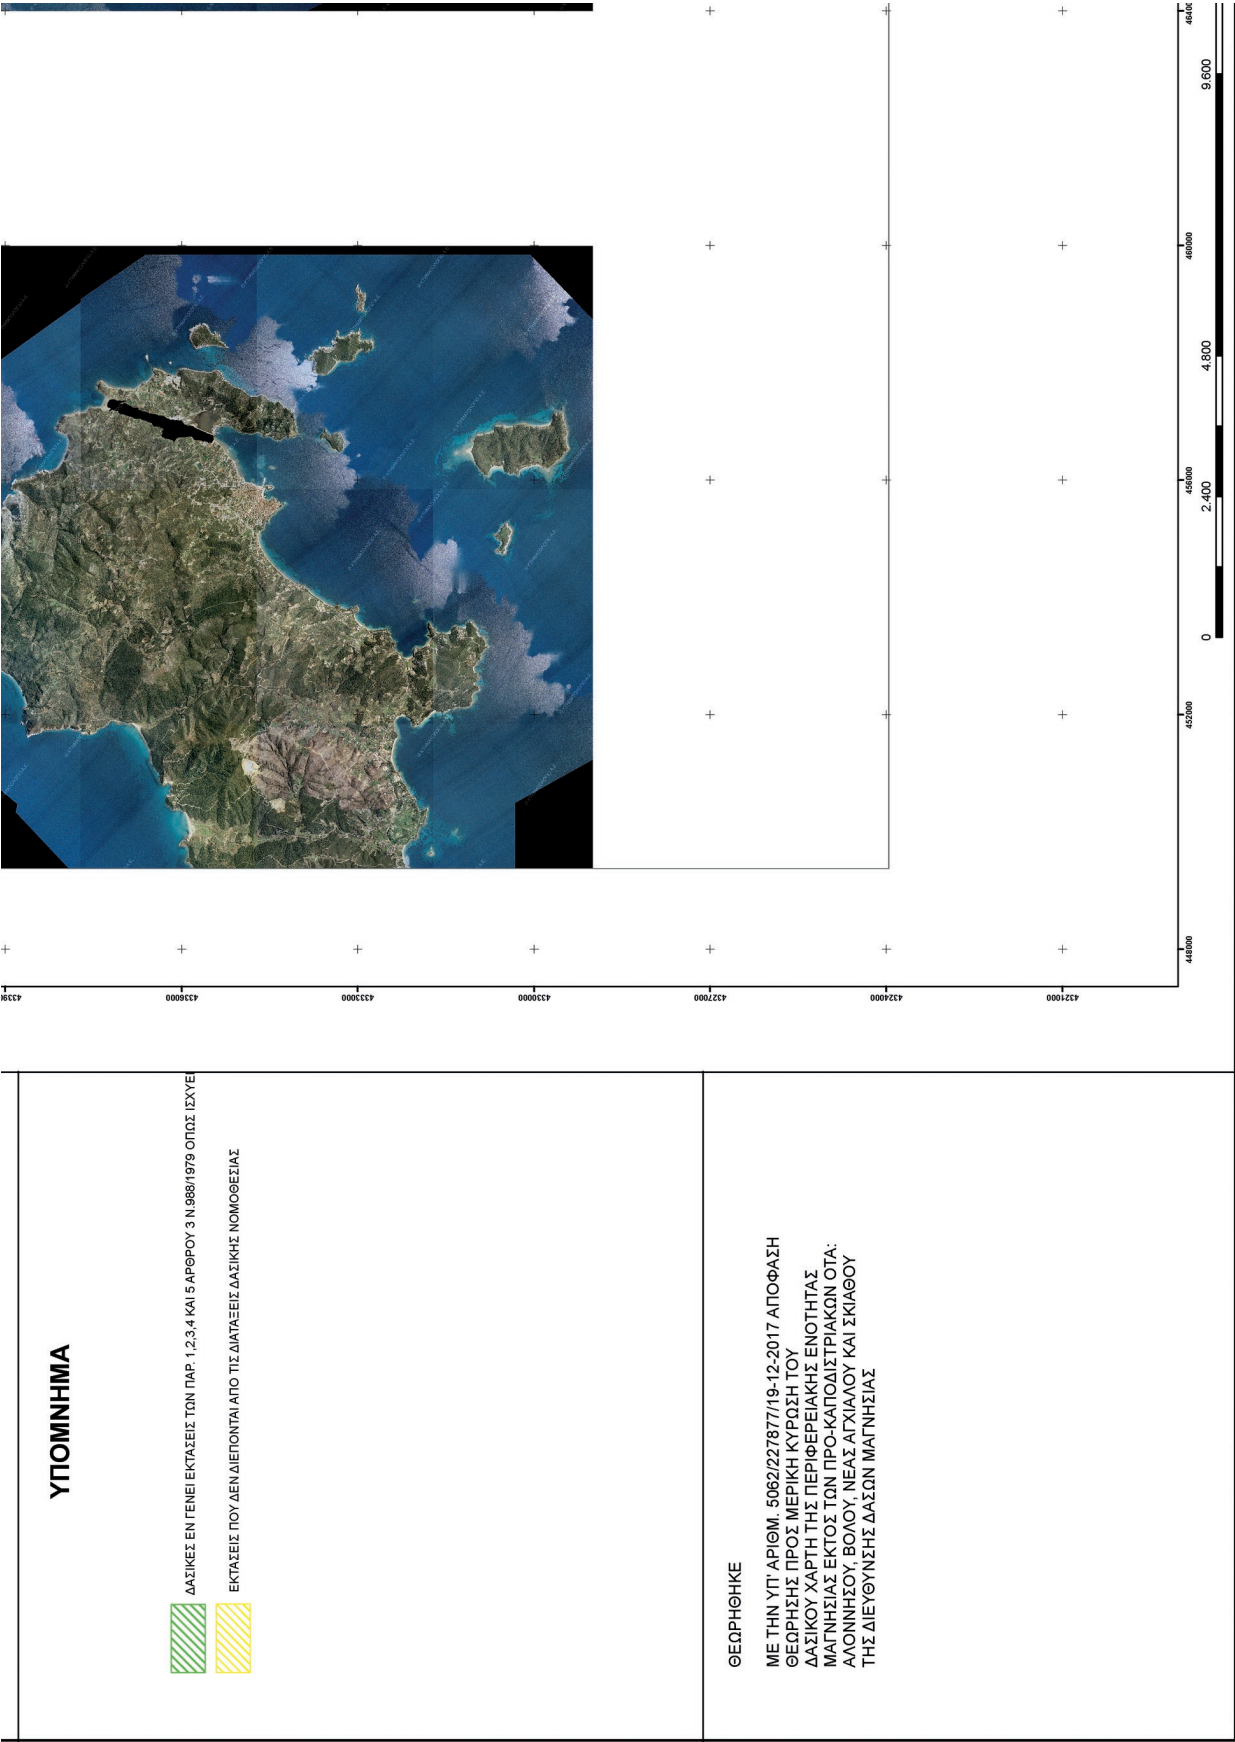 464000
460000
456000
452000
448000
4336000
4333000
4330000
4327000
4324000
4321000
0
2.400
4.800
9.600
ΥΠΟΜΝΗΜΑ
ΔΑΣΙΚΕΣ ΕΝ ΓΕΝΕΙ ΕΚΤΑΣΕΙΣ ΤΩΝ ΠΑΡ. 1,2,3,4 ΚΑΙ 5 ΑΡΘΡΟΥ 3 Ν.988/1979 ΟΠΩΣ ΙΣΧΥΕΙ
ΕΚΤΑΣΕΙΣ ΠΟΥ ΔΕΝ ΔΙΕΠΟΝΤΑΙ ΑΠΟ ΤΙΣ ΔΙΑΤΑΞΕΙΣ ΔΑΣΙΚΗΣ ΝΟΜΟΘΕΣΙΑΣ
ΘΕΩΡΗΘΗΚΕ
ΜΕ ΤΗΝ ΥΠ' ΑΡΙΘΜ. 5062/227877/19-12-2017 ΑΠΟΦΑΣΗ
ΘΕΩΡΗΣΗΣ ΠΡΟΣ ΜΕΡΙΚΗ ΚΥΡΩΣΗ ΤΟΥ
ΔΑΣΙΚΟΥ ΧΑΡΤΗ ΤΗΣ ΠΕΡΙΦΕΡΕΙΑΚΗΣ ΕΝΟΤΗΤΑΣ
ΜΑΓΝΗΣΙΑΣ ΕΚΤΟΣ ΤΩΝ ΠΡΟ-ΚΑΠΟΔΙΣΤΡΙΑΚΩΝ ΟΤΑ:
ΑΛΟΝΝΗΣΟΥ, ΒΟΛΟΥ, ΝΕΑΣ ΑΓΧΙΑΛΟΥ ΚΑΙ ΣΚΙΑΘΟΥ
ΤΗΣ ΔΙΕΥΘΥΝΣΗΣ ΔΑΣΩΝ ΜΑΓΝΗΣΙΑΣ